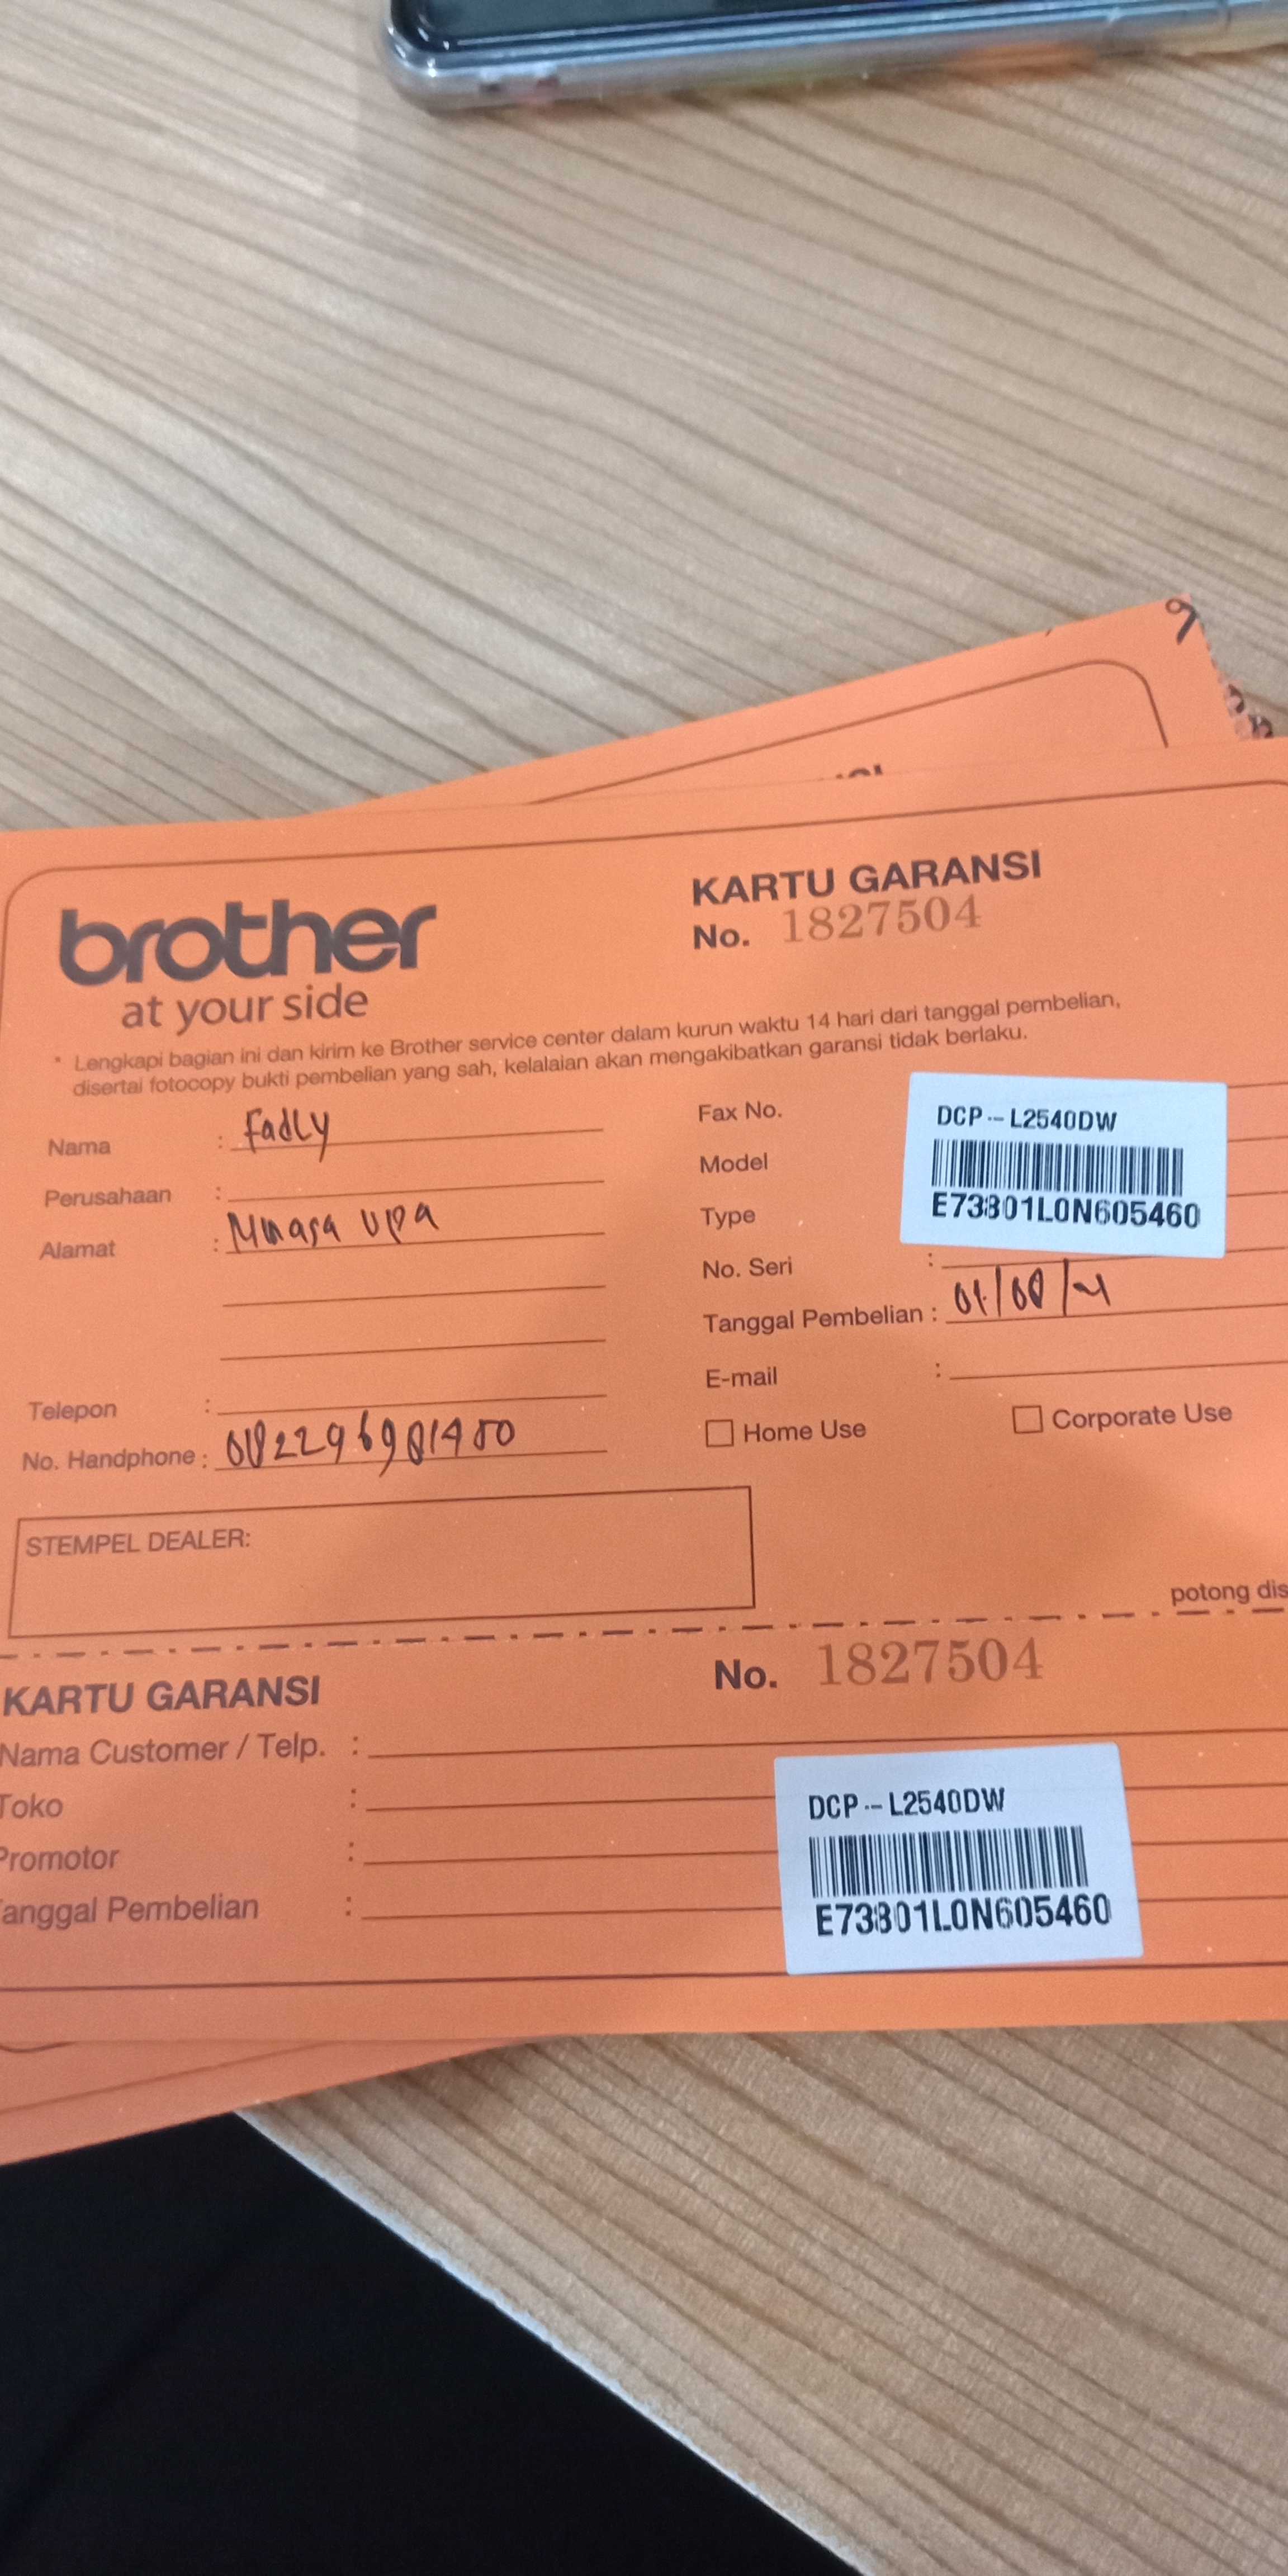 brother
at your side
KARTU GARANSI
No. 1827504
* Lengkapi bagian ini dan kirim ke Brother service center dalam kurun waktu 14 hari dari tanggal pembelian,
disertai fotocopy bukti pembelian yang sah, kelalaian akan mengakibatkan garansi tidak berlaku.
Nama : Fadly
Perusahaan :
Alamat : Upa
Telepon :
No. Handphone :
Fax No.
Model
Type
DCP -- L2540DW
E73801L0N605460
No. Seri :
Tanggal Pembelian :
E-mail :
Home Use
Corporate Use
STEMPEL DEALER:
potong dis
KARTU GARANSI
No. 1827504
Nama Customer / Telp. :
Toko :
Promotor :
anggal Pembelian :
DCP -- L2540DW
E73801L0N605460